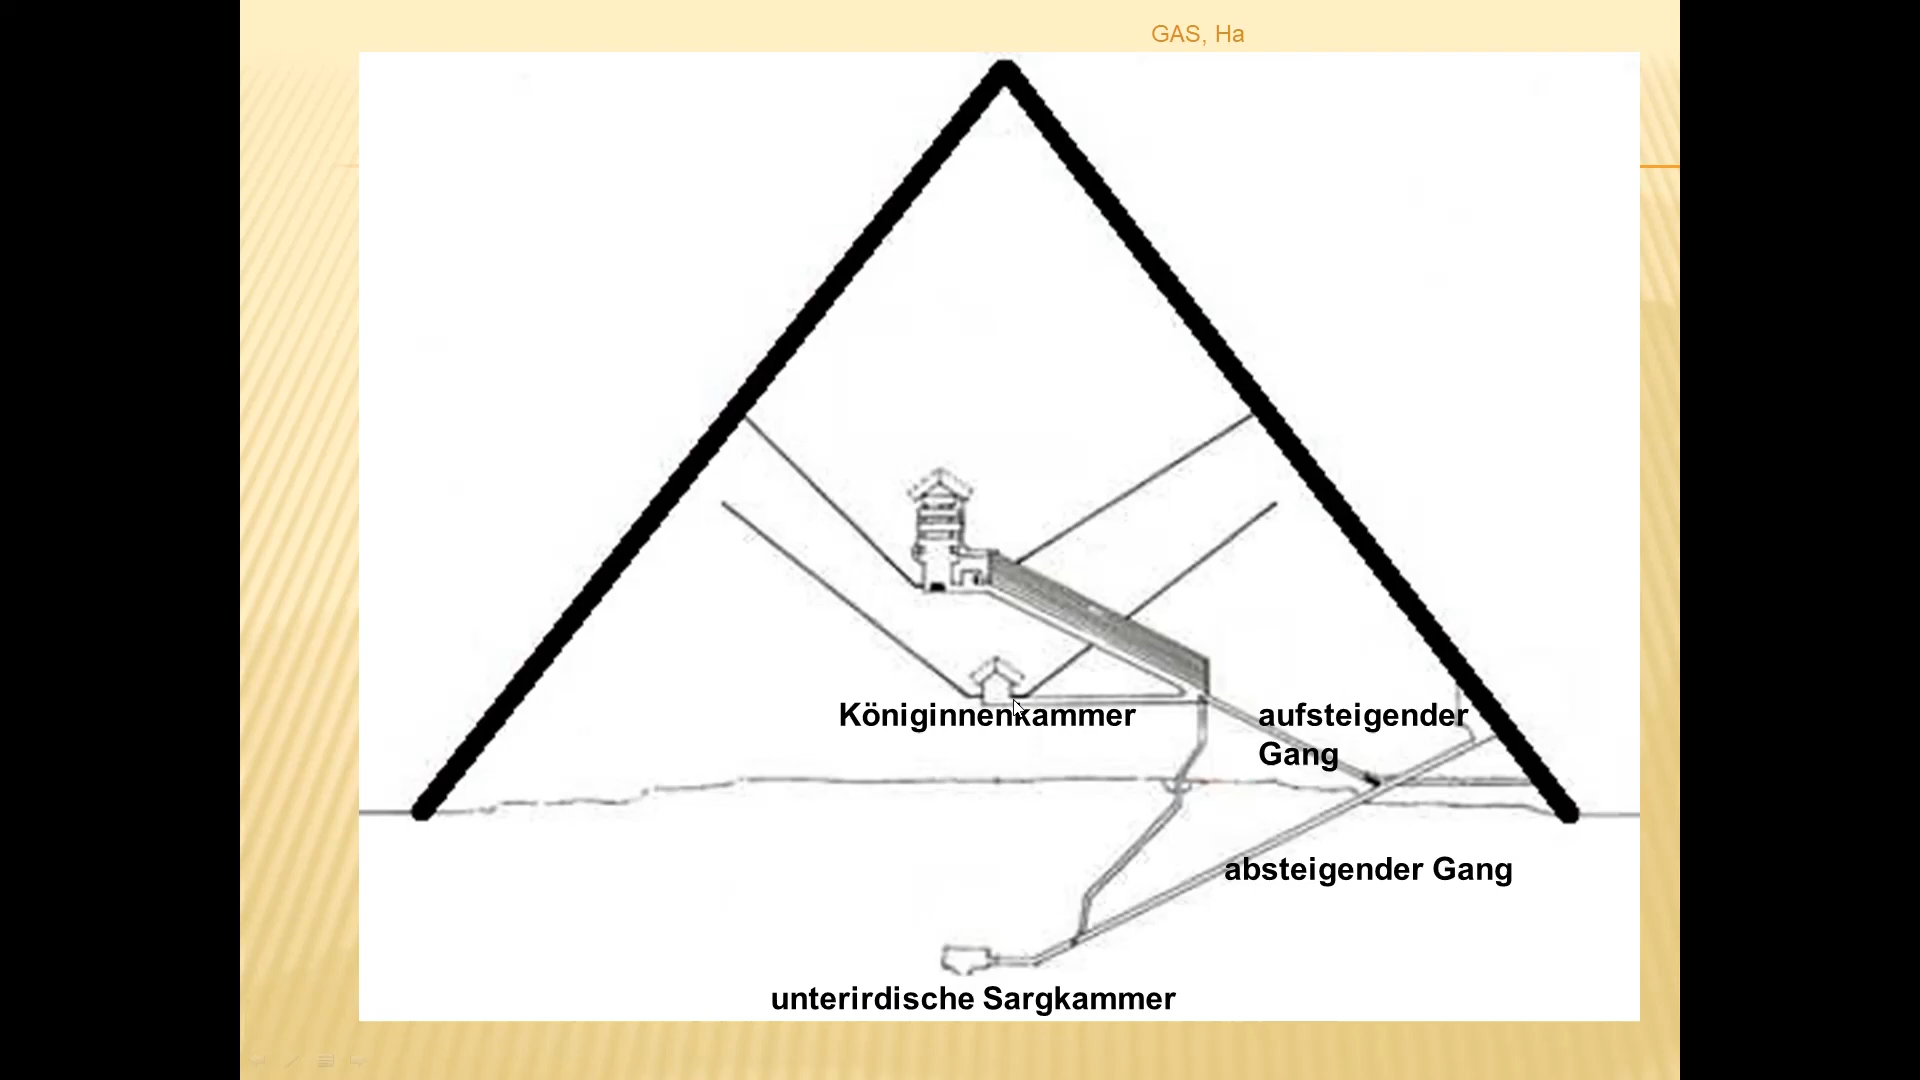 GAS, Ha
Königinnenkammer
aufsteigender
Gang
absteigender Gang
unterirdische Sargkammer